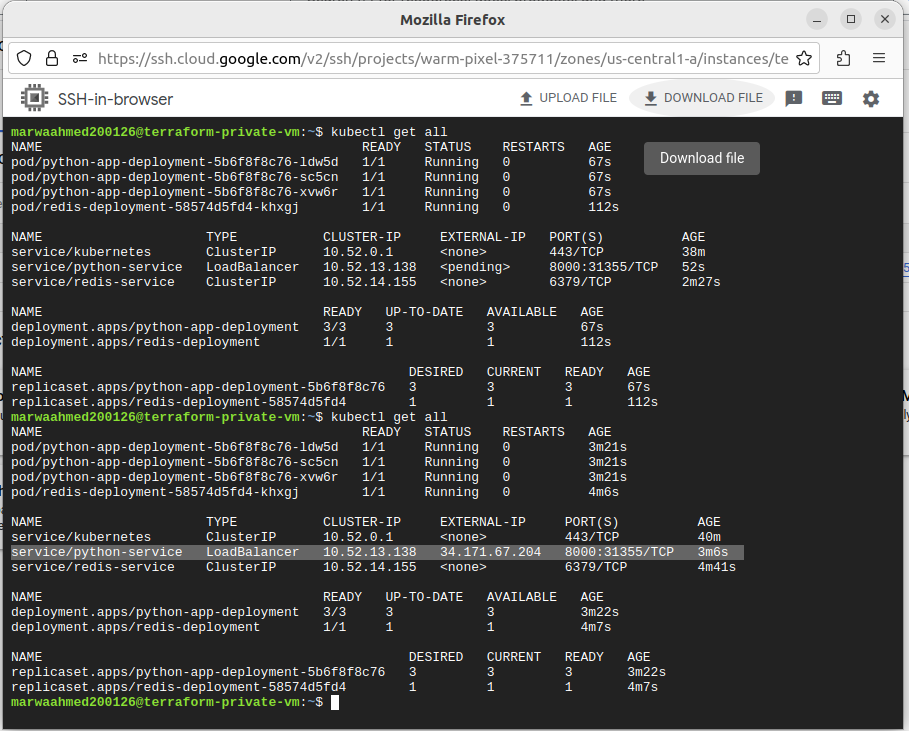 Mozilla Firefox
https://ssh.cloud.google.com/v2/ssh/projects/warm-pixel-375711/zones/us-central1-a/instances/te
SSH-in-browser UPLOAD FILE DOWNLOAD FILE
Download file
marwaahmed200126@terraform-private-vm:~$ kubectl get all
NAME READY STATUS RESTARTS AGE
pod/python-app-deployment-5b6f8f8c76-ldw5d 1/1 Running 0 67s
pod/python-app-deployment-5b6f8f8c76-sc5cn 1/1 Running 0 67s
pod/python-app-deployment-5b6f8f8c76-xvw6r 1/1 Running 0 67s
pod/redis-deployment-58574d5fd4-khxgj 1/1 Running 0 112s
NAME TYPE CLUSTER-IP EXTERNAL-IP PORT(S) AGE
service/kubernetes ClusterIP 10.52.0.1 <none> 443/TCP 38m
service/python-service LoadBalancer 10.52.13.138 <pending> 8000:31355/TCP 52s
service/redis-service ClusterIP 10.52.14.155 <none> 6379/TCP 2m27s
NAME READY UP-TO-DATE AVAILABLE AGE
deployment.apps/python-app-deployment 3/3 3 3 67s
deployment.apps/redis-deployment 1/1 1 1 112s
NAME DESIRED CURRENT READY AGE
replicaset.apps/python-app-deployment-5b6f8f8c76 3 3 3 67s
replicaset.apps/redis-deployment-58574d5fd4 1 1 1 112s
marwaahmed200126@terraform-private-vm:~$ kubectl get all
NAME READY STATUS RESTARTS AGE
pod/python-app-deployment-5b6f8f8c76-ldw5d 1/1 Running 0 3m21s
pod/python-app-deployment-5b6f8f8c76-sc5cn 1/1 Running 0 3m21s
pod/python-app-deployment-5b6f8f8c76-xvw6r 1/1 Running 0 3m21s
pod/redis-deployment-58574d5fd4-khxgj 1/1 Running 0 4m6s
NAME TYPE CLUSTER-IP EXTERNAL-IP PORT(S) AGE
service/kubernetes ClusterIP 10.52.0.1 <none> 443/TCP 40m
service/python-service LoadBalancer 10.52.13.138 34.171.67.204 8000:31355/TCP 3m6s
service/redis-service ClusterIP 10.52.14.155 <none> 6379/TCP 4m41s
NAME READY UP-TO-DATE AVAILABLE AGE
deployment.apps/python-app-deployment 3/3 3 3 3m22s
deployment.apps/redis-deployment 1/1 1 1 4m7s
NAME DESIRED CURRENT READY AGE
replicaset.apps/python-app-deployment-5b6f8f8c76 3 3 3 3m22s
replicaset.apps/redis-deployment-58574d5fd4 1 1 1 4m7s
marwaahmed200126@terraform-private-vm:~$